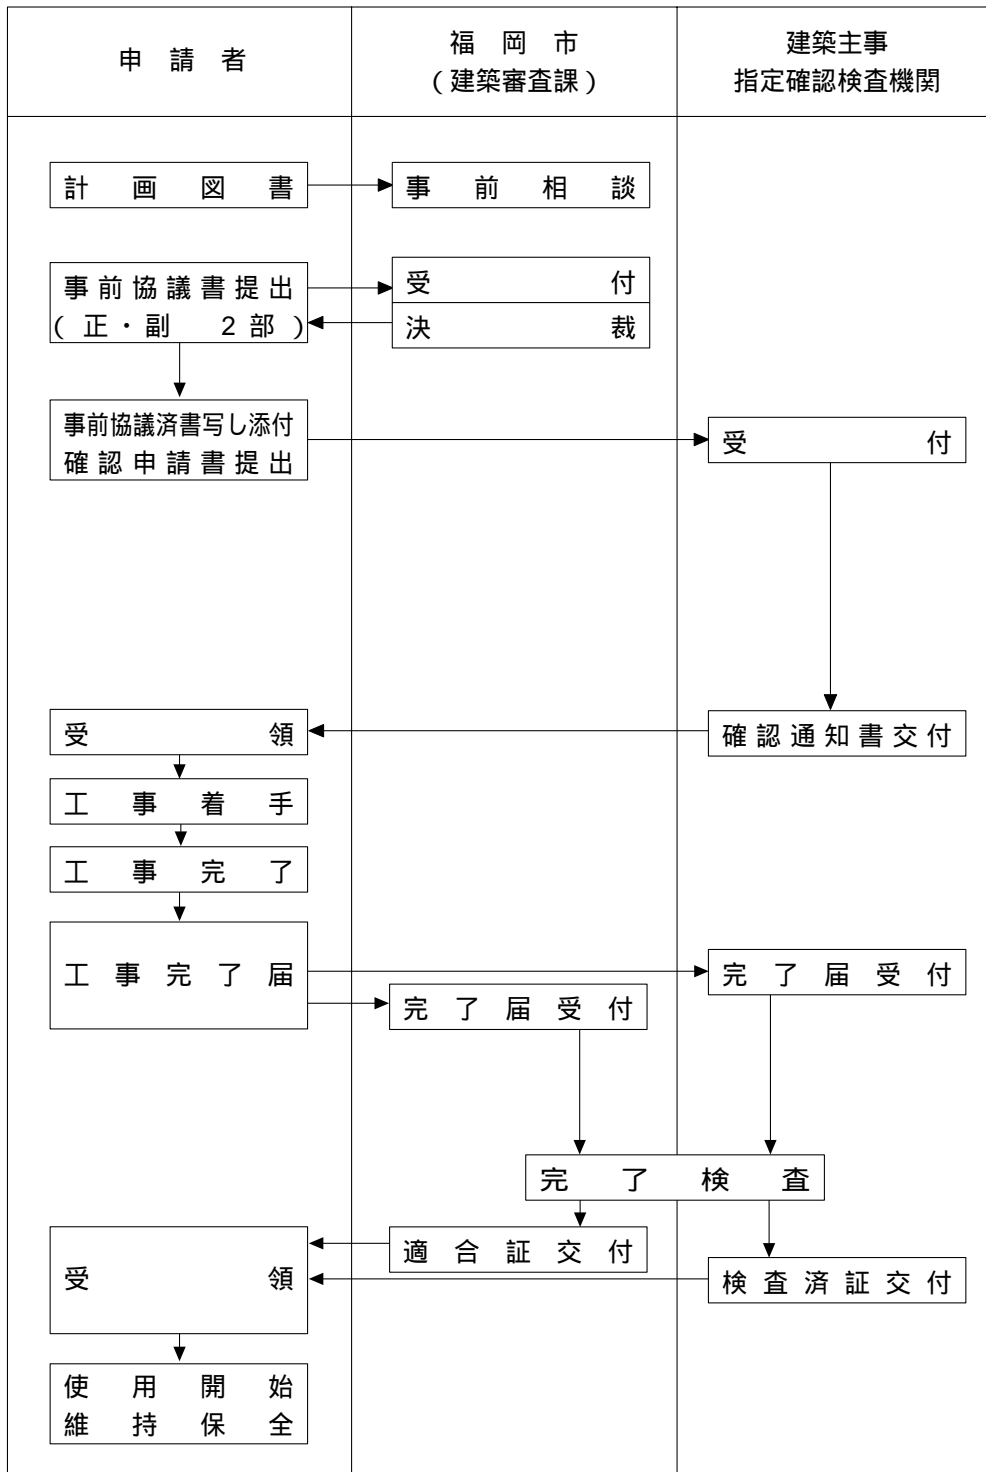 申請者
福岡市
(建築審査課)
建築主事
指定確認検査機関
計画図書
事前相談
事前協議書提出
(正・副 2部)
受付
決裁
事前協議済書写し添付
確認申請書提出
受付
受領
確認通知書交付
工事着手
工事完了
工事完了届
完了届受付
完了届受付
完了検査
適合証交付
受領
検査済証交付
使用開始
維持保全